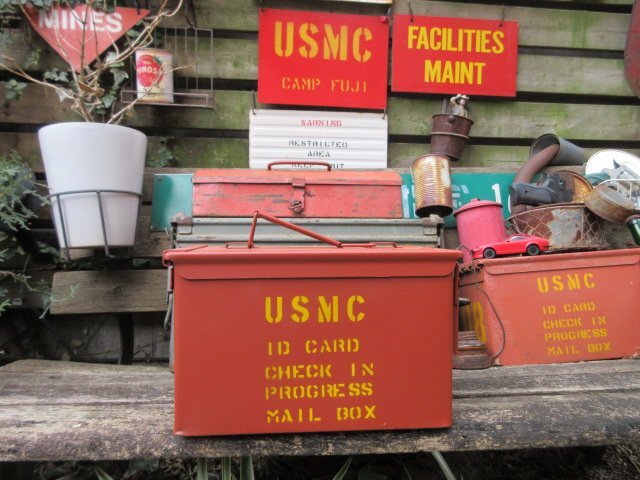 MINES
USMC
CAMP FUJI
FACILITIES
MAINT
WARNING
RESTRICTED
AREA
OUT
USMC
ID CARD
CHECK IN
PROGRESS
MAIL BOX
USMC
ID CARD
CHECK IN
PROGRESS
MAIL BOX